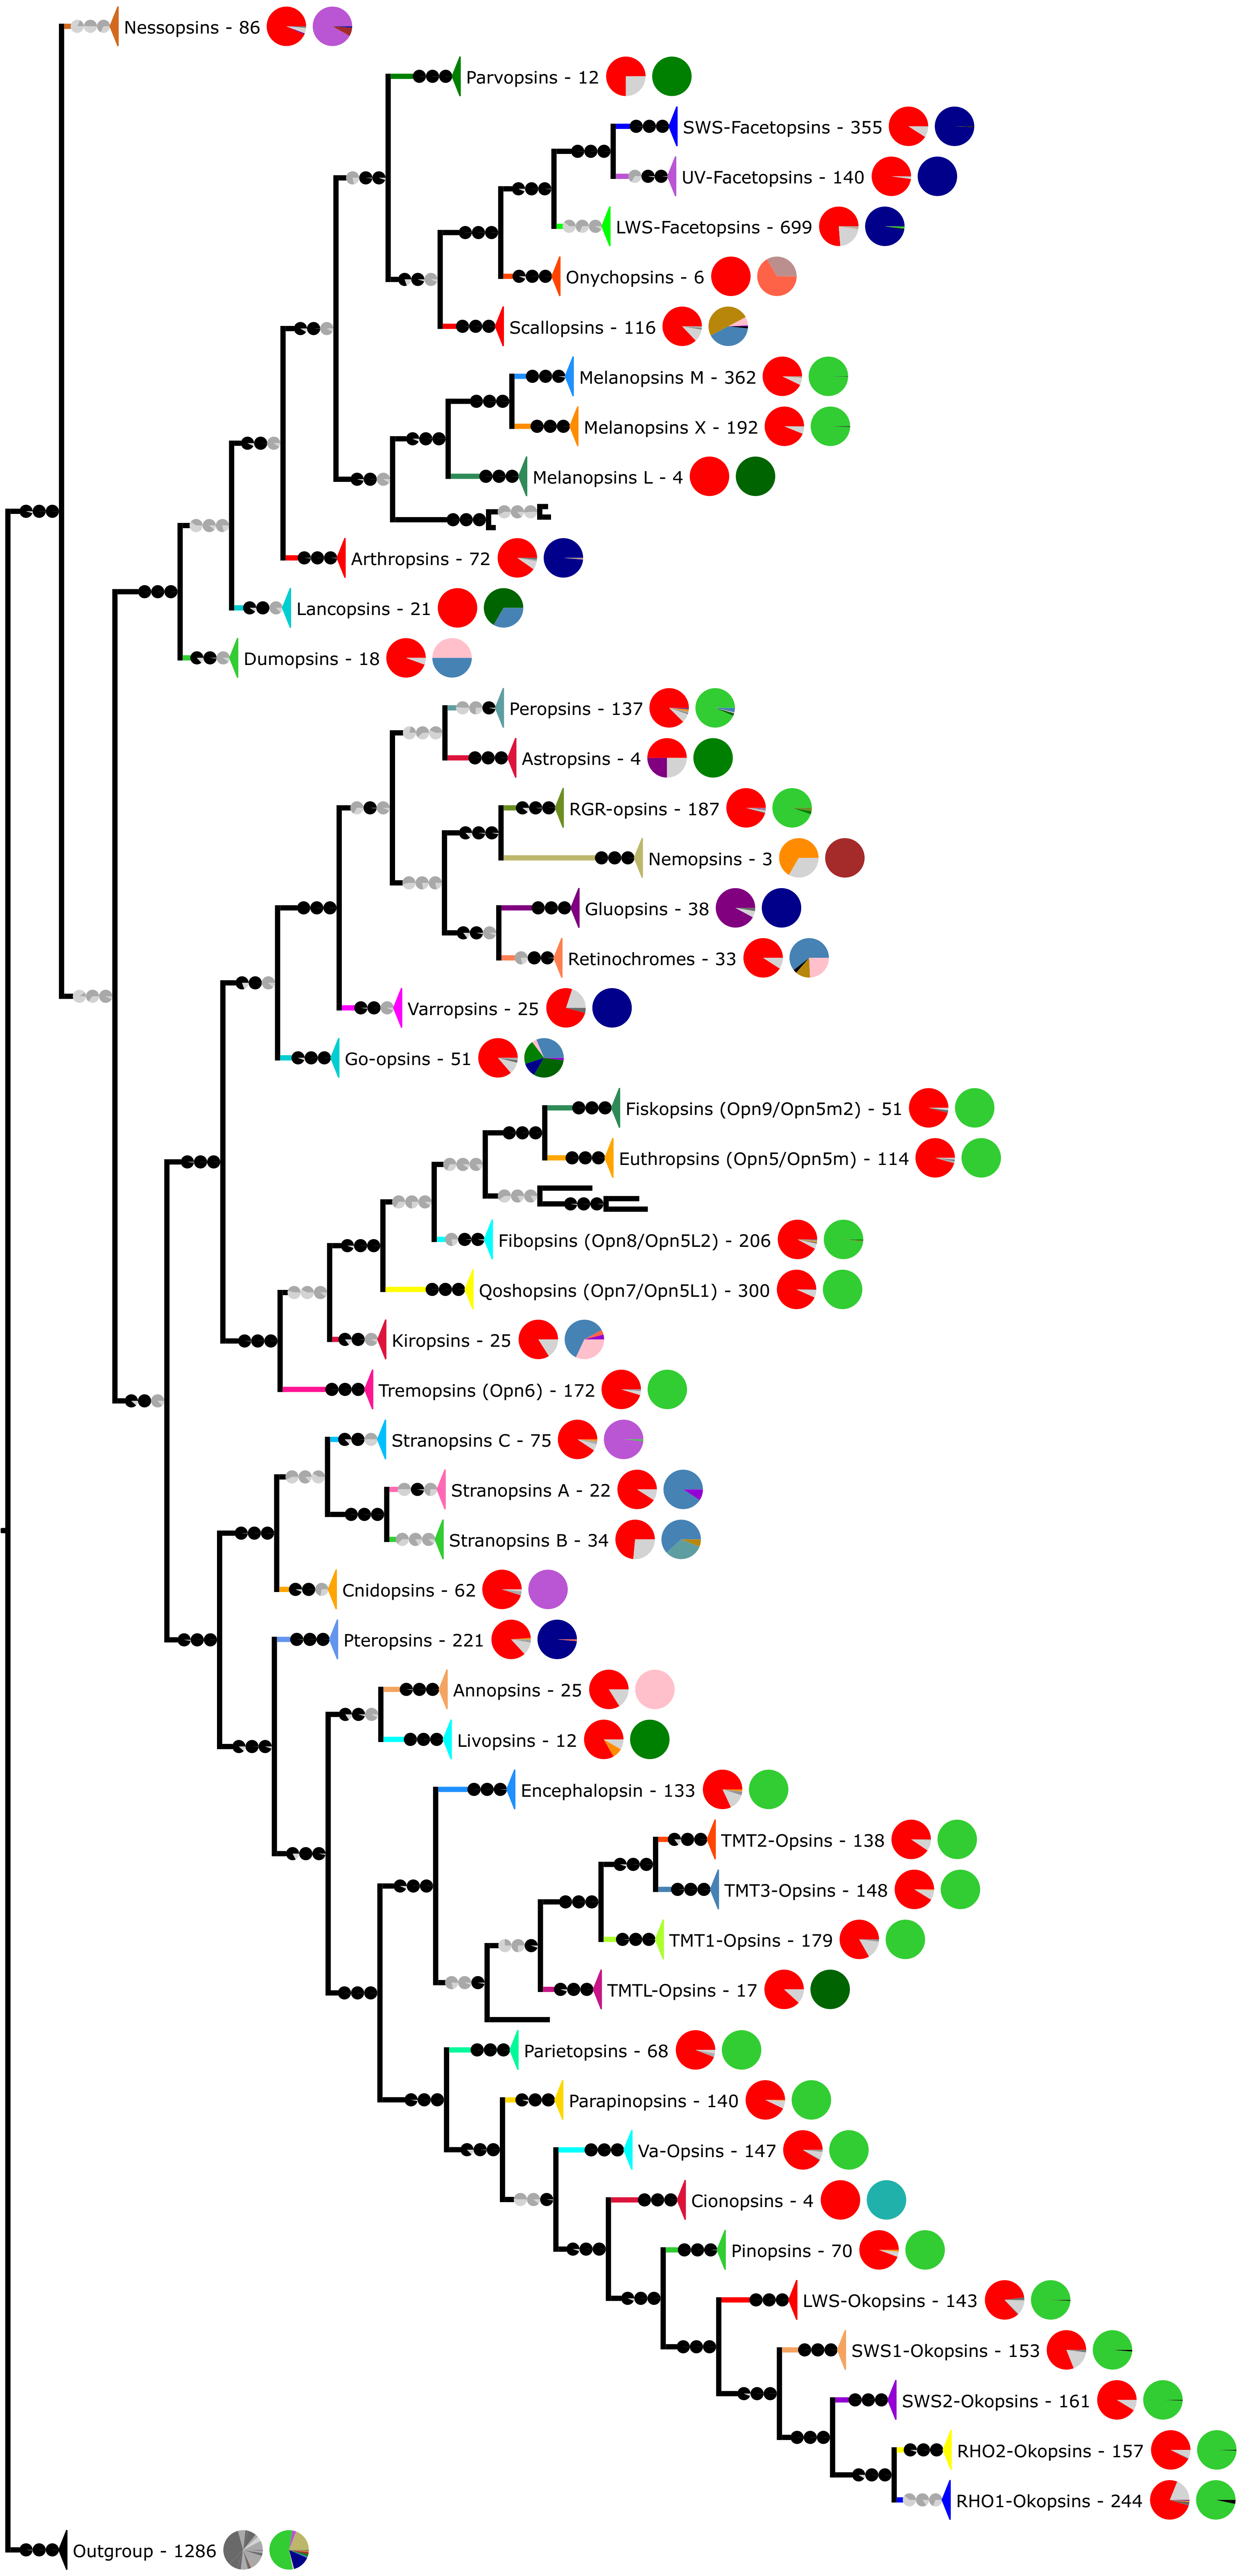 Nessopsins - 86
Parvopsins - 12
SWS-Facetopsins - 355
UV-Facetopsins - 140
LWS-Facetopsins - 699
Onychopsins - 6
Scallopsins - 116
Melanopsins M - 362
Melanopsins X - 192
Melanopsins L - 4
Arthropsins - 72
Lancopsins - 21
Dumopsins - 18
Peropsins - 137
Astropsins - 4
RGR-opsins - 187
Nemopsins - 3
Gluopsins - 38
Retinochromes - 33
Varropsins - 25
Go-opsins - 51
Fiskopsins (Opn9/Opn5m2) - 51
Euthropsins (Opn5/Opn5m) - 114
Fibopsins (Opn8/Opn5L2) - 206
Qoshopsins (Opn7/Opn5L1) - 300
Kiropsins - 25
Tremopsins (Opn6) - 172
Stranopsins C - 75
Stranopsins A - 22
Stranopsins B - 34
Cnidopsins - 62
Pteropsins - 221
Annopsins - 25
Livopsins - 12
Encephalopsin - 133
TMT2-Opsins - 138
TMT3-Opsins - 148
TMT1-Opsins - 179
TMTL-Opsins - 17
Parietopsins - 68
Parapinopsins - 140
Va-Opsins - 147
Cionopsins - 4
Pinopsins - 70
LWS-Okopsins - 143
SWS1-Okopsins - 153
SWS2-Okopsins - 161
RHO2-Okopsins - 157
RHO1-Okopsins - 244
Outgroup - 1286